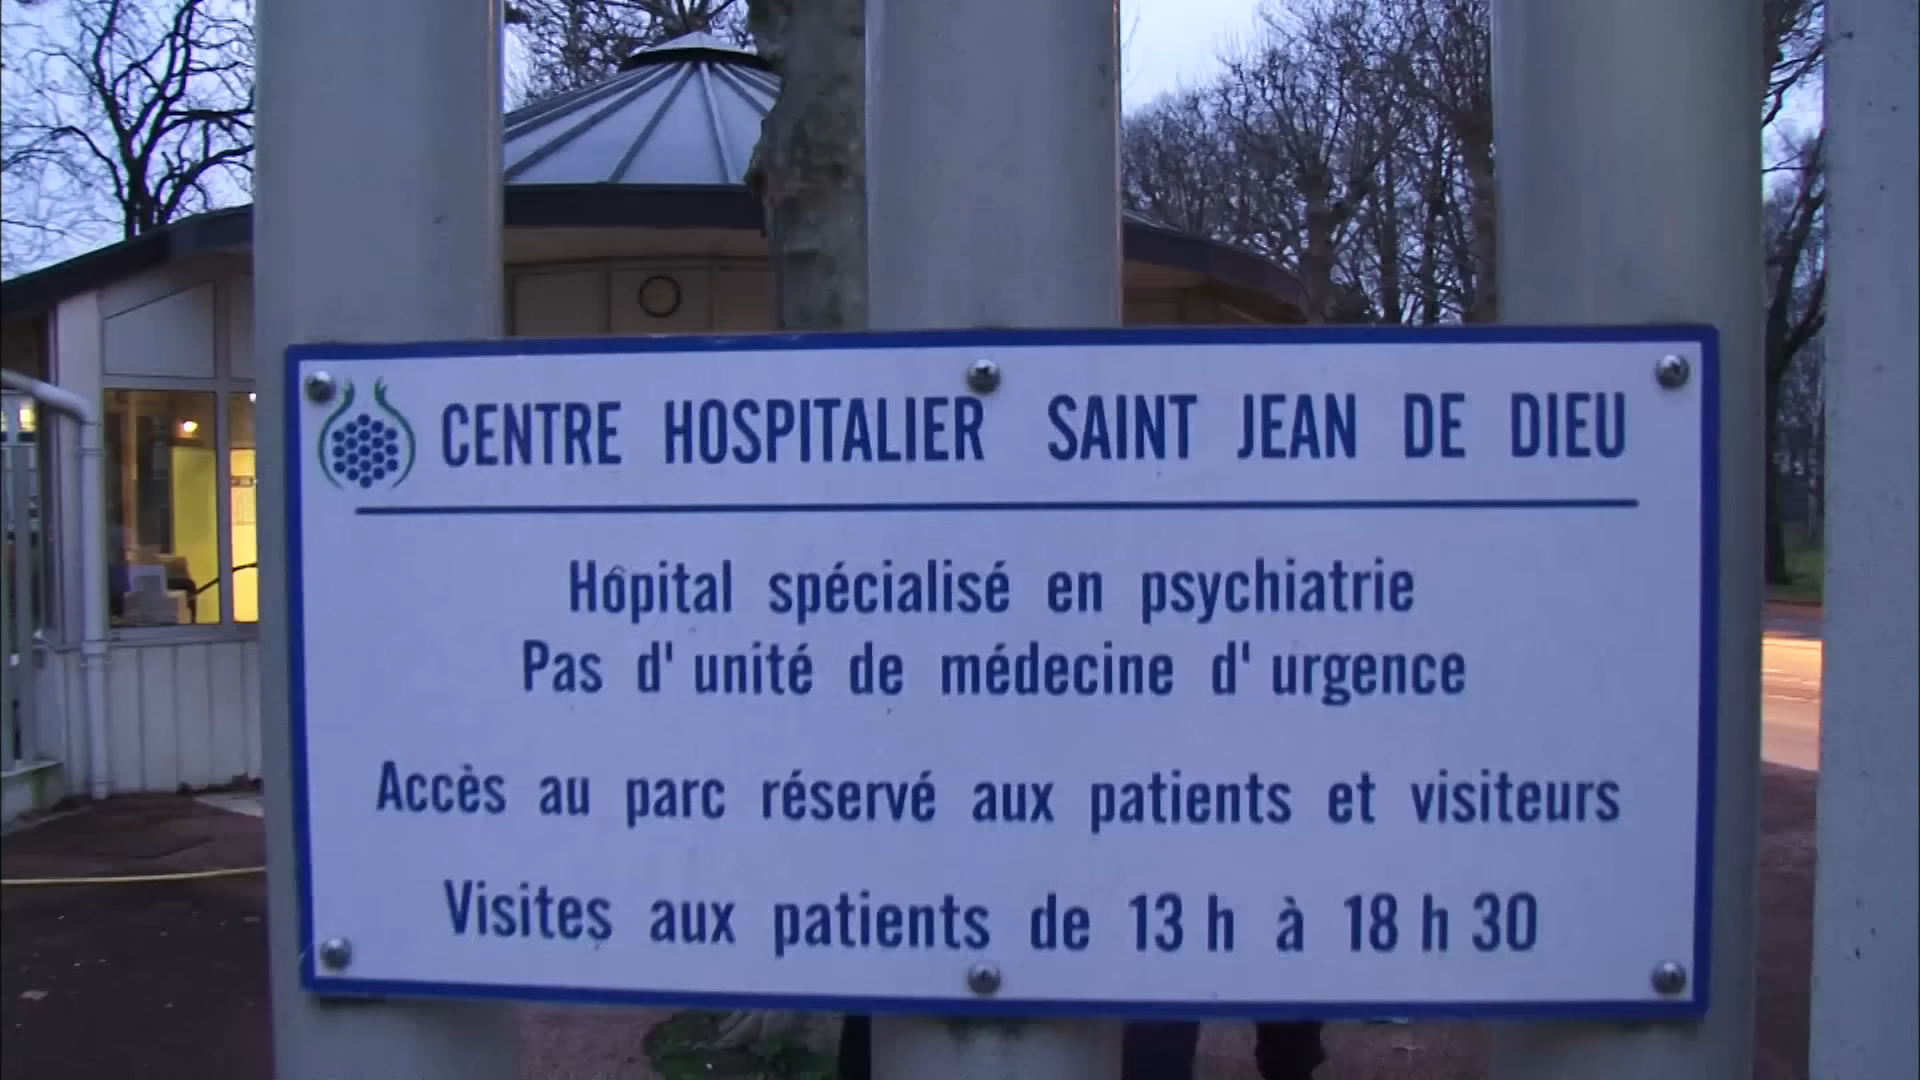 CENTRE HOSPITALIER SAINT JEAN DE DIEU
Hôpital spécialisé en psychiatrie
Pas d'unité de médecine d'urgence
Accès au parc réservé aux patients et visiteurs
Visites aux patients de 13 h à 18 h 30